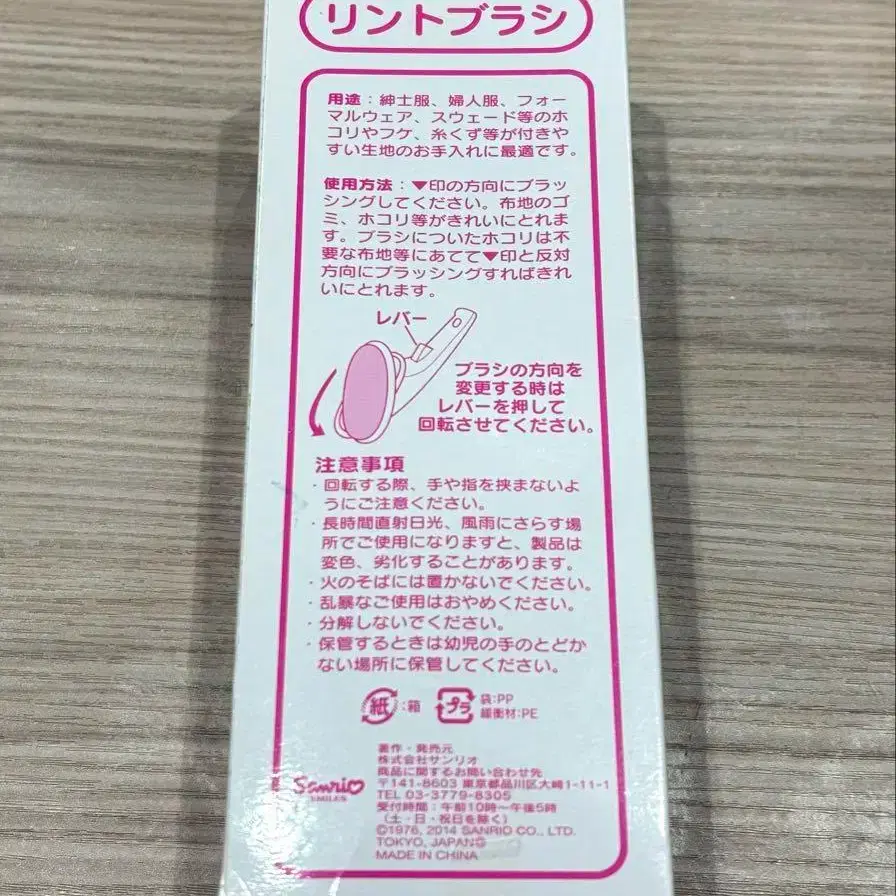 リントブラシ
用途：紳士服、婦人服、フォー
マルウェア、スウェード等のホ
コリやフケ、糸くず等が付きや
すい生地のお手入れに最適です。
使用方法：▼印の方向にブラッ
シングしてください。布地のゴ
ミ、ホコリ等がきれいにとれま
す。ブラシについたホコリは不
要な布地等にあてて▼印と反対
方向にブラッシングすればきれ
いにとれます。
レバー
ブラシの方向を
変更する時は
レバーを押して
回転させてください。
注意事項
・回転する際、手や指を挟まないよ
うにご注意ください。
・長時間直射日光、風雨にさらす場
所でご使用になりますと、製品は
変色、劣化することがあります。
・火のそばには置かないでください。
・乱暴なご使用はおやめください。
・分解しないでください。
・保管するときは幼児の手のとどか
ない場所に保管してください。
紙：箱
プラ 袋：PP
緩衝材：PE
Sanrio
SMILES
著作・発売元
株式会社サンリオ
商品に関するお問い合わせ先
〒141-8603 東京都品川区大崎1-11-1
TEL 03-3779-8305
受付時間：午前10時〜午後5時
（土・日・祝日を除く）
©1976, 2014 SANRIO CO., LTD.
TOKYO, JAPAN
MADE IN CHINA